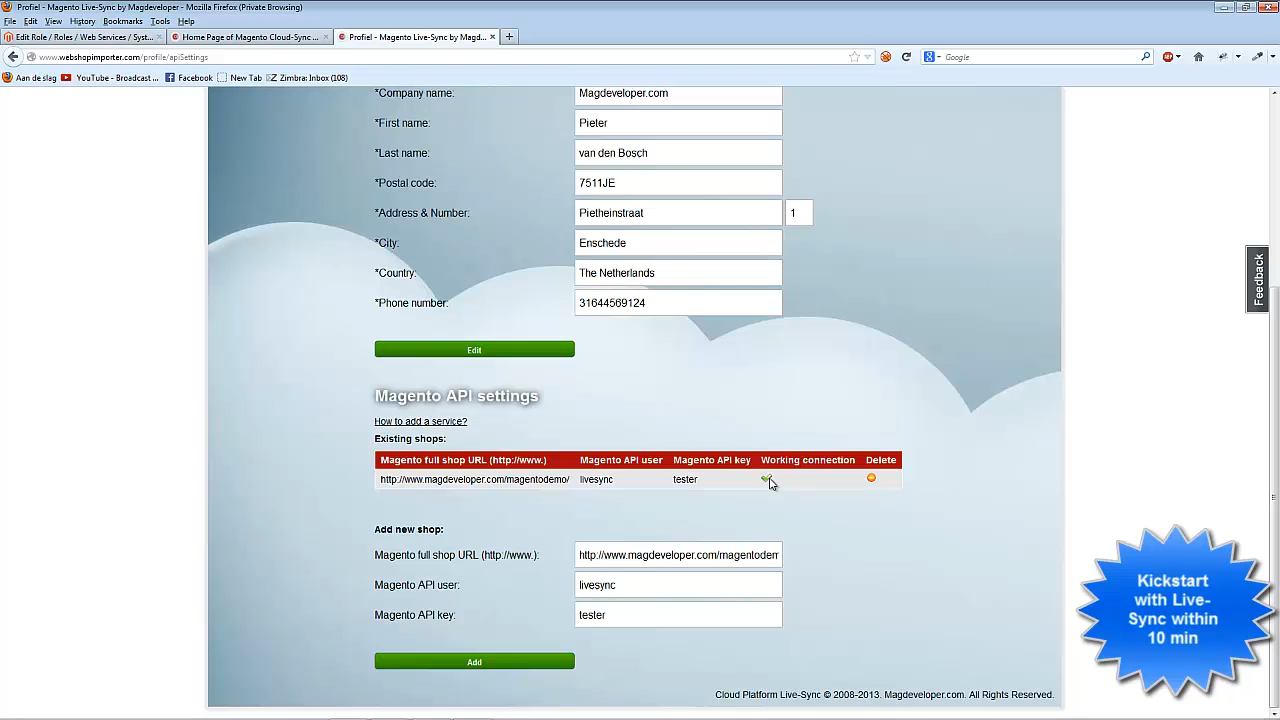 Profiel - Magento Live-Sync by Magdeveloper - Mozilla Firefox (Private Browsing)
File Edit View History Bookmarks Tools Help
Edit Role / Roles / Web Services / Syst... Home Page of Magento Cloud-Sync ... Profiel - Magento Live-Sync by Magd...
www.webshopimporter.com/profile/apiSettings Google
Aan de slag YouTube - Broadcast ... Facebook New Tab Zimbra: Inbox (108)
*Company name: Magdeveloper.com
*First name: Pieter
*Last name: van den Bosch
*Postal code: 7511JE
*Address & Number: Pietheinstraat 1
*City: Enschede
*Country: The Netherlands
*Phone number: 31644569124
Edit
Magento API settings
How to add a service?
Existing shops:
Magento full shop URL (http://www.) Magento API user Magento API key Working connection Delete
http://www.magdeveloper.com/magentodemo/ livesync tester
Add new shop:
Magento full shop URL (http://www.): http://www.magdeveloper.com/magentodem
Magento API user: livesync
Magento API key: tester
Add
Cloud Platform Live-Sync © 2008-2013. Magdeveloper.com. All Rights Reserved.
Feedback
Kickstart
with Live-
Sync within
10 min